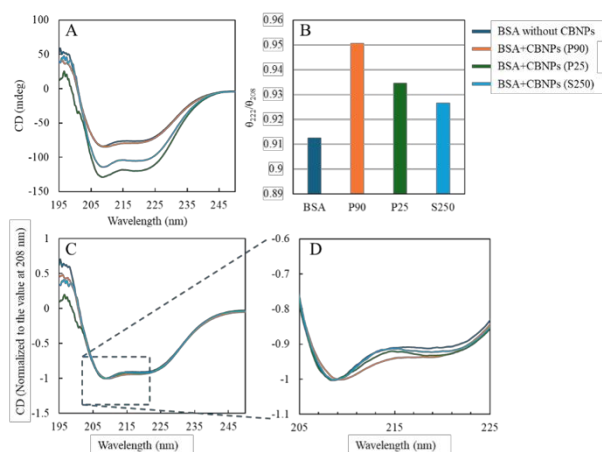 A
100
50
0
-50
-100
-150
CD
(mdeg)
195 205 215 225 235 245
Wavelength (nm)
B
0.96
0.95
0.94
0.93
0.92
0.91
0.9
0.89
θ222/θ208
BSA P90 P25 S250
BSA without CBNPs
BSA+CBNPs (P90)
BSA+CBNPs (P25)
BSA+CBNPs (S250)
C
1
0.5
0
-0.5
-1
-1.5
CD (Normalized to the value at 208 nm)
195 205 215 225 235 245
Wavelength (nm)
D
-0.6
-0.7
-0.8
-0.9
-1
-1.1
205 215 225
Wavelength (nm)